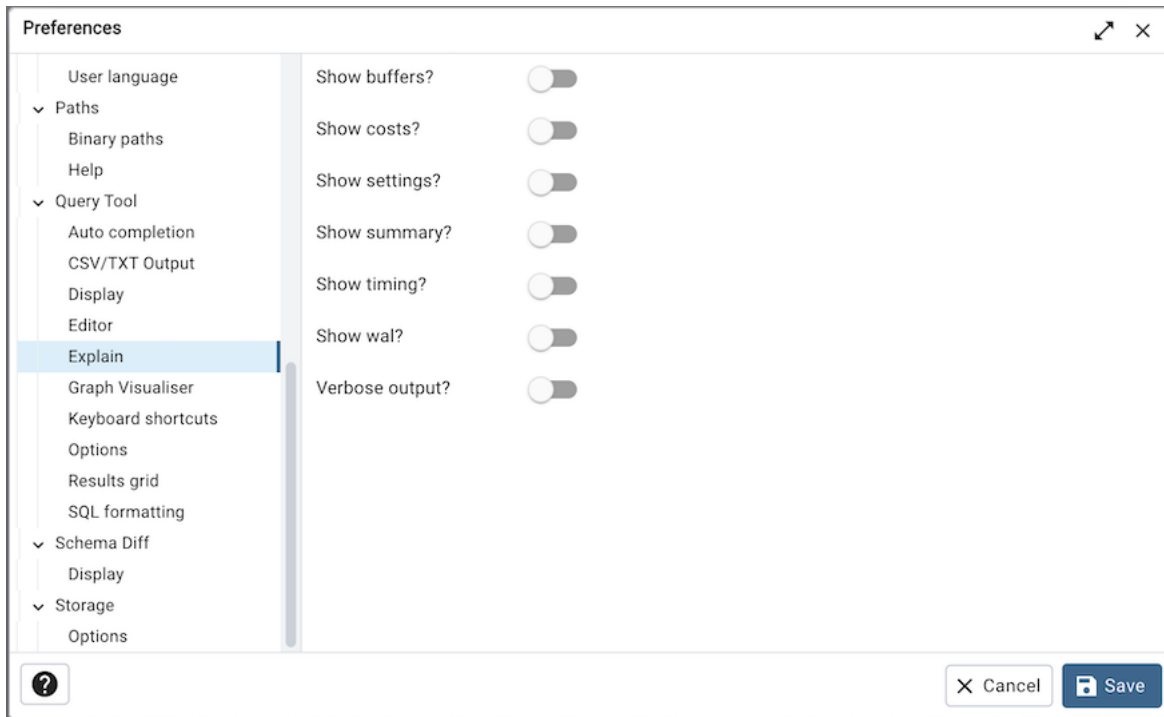 Preferences
User language
Paths
Binary paths
Help
Query Tool
Auto completion
CSV/TXT Output
Display
Editor
Explain
Graph Visualiser
Keyboard shortcuts
Options
Results grid
SQL formatting
Schema Diff
Display
Storage
Options
Show buffers?
Show costs?
Show settings?
Show summary?
Show timing?
Show wal?
Verbose output?
Cancel
Save